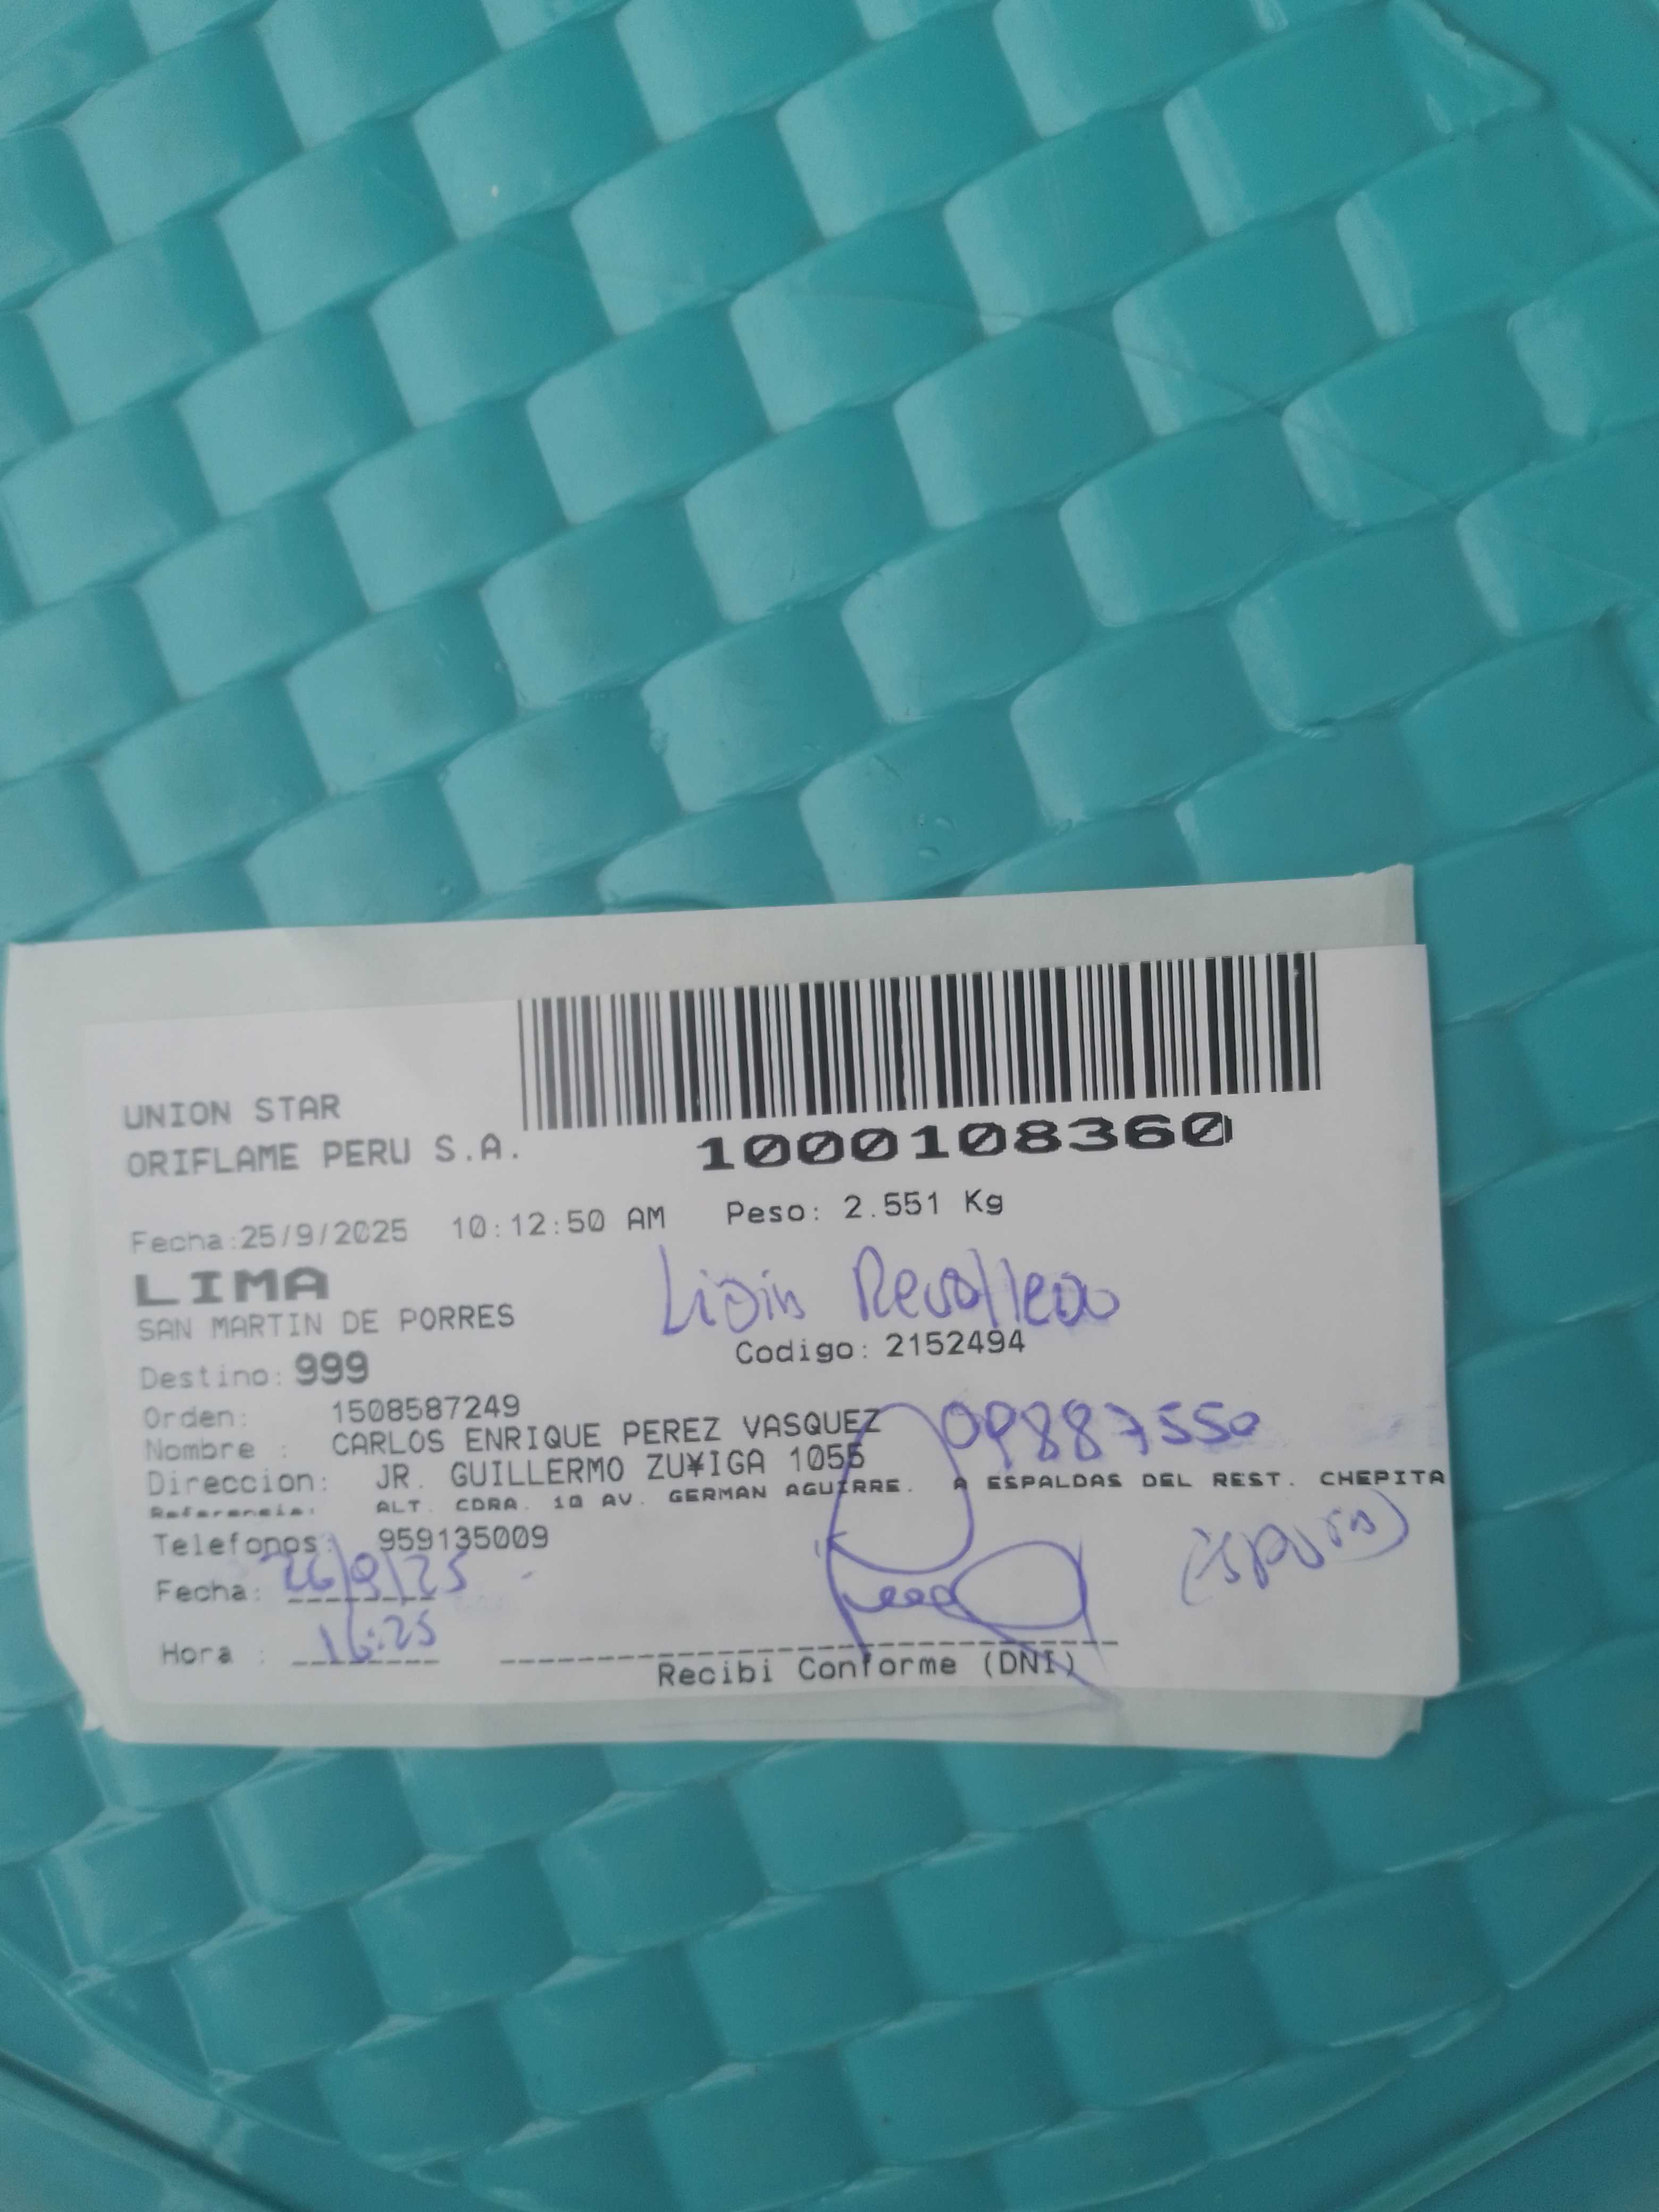 UNION STAR
ORIFLAME PERU S.A.
1000108360
Fecha:25/9/2025 10:12:50 AM Peso: 2.551 Kg
LIMA
SAN MARTIN DE PORRES
Codigo: 2152494
Destino: 999
Orden: 1508587249
Nombre : CARLOS ENRIQUE PEREZ VASQUEZ
09887550
Direccion: JR. GUILLERMO ZU¥IGA 1055
Referencia: ALT. CDRA. 10 AV. GERMAN AGUIRRE. A ESPALDAS DEL REST. CHEPITA
Telefonos: 959135009
Fecha: 26/9/25
Hora : 16:25
Recibi Conforme (DNI)